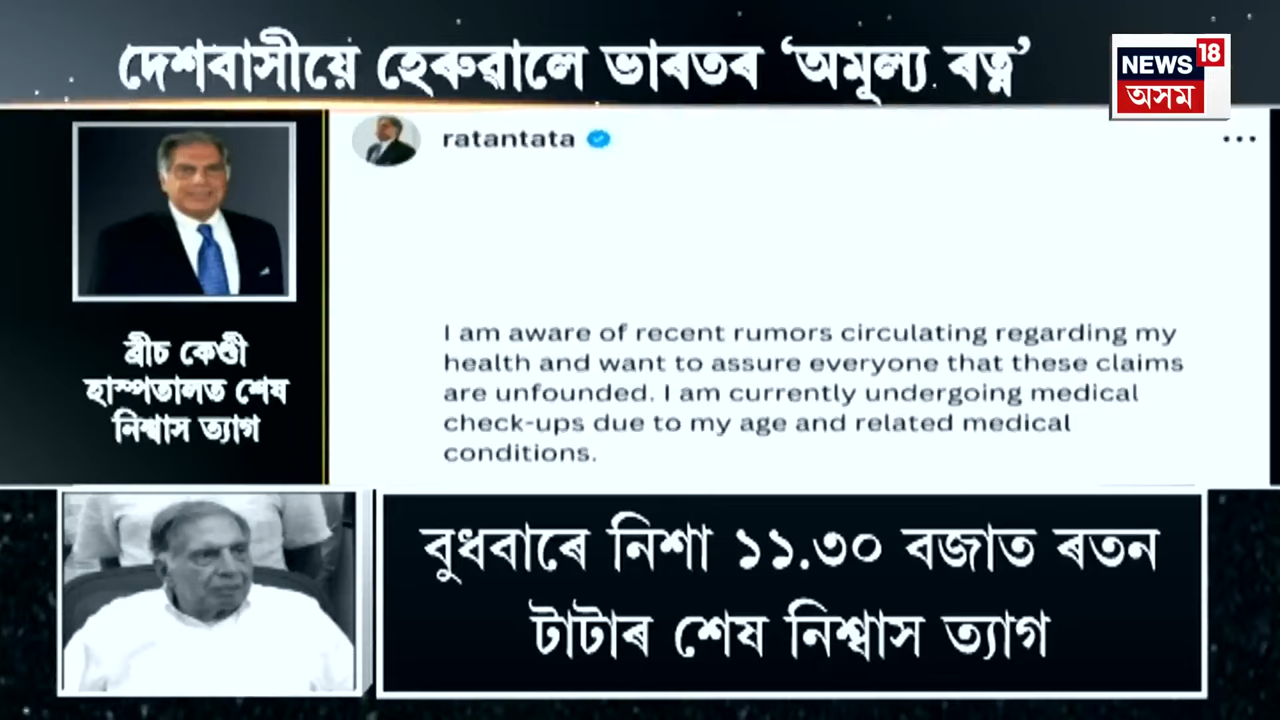 দেশবাসীয়ে হেৰুৱালে ভাৰতৰ ‘অমূল্য ৰত্ন’
NEWS 18
অসম
ratantata
I am aware of recent rumors circulating regarding my
health and want to assure everyone that these claims
are unfounded. I am currently undergoing medical
check-ups due to my age and related medical
conditions.
ব্ৰীচ কেণ্ডী
হাস্পতালত শেষ
নিশ্বাস ত্যাগ
বুধবাৰে নিশা ১১.৩০ বজাত ৰতন
টাটাৰ শেষ নিশ্বাস ত্যাগ